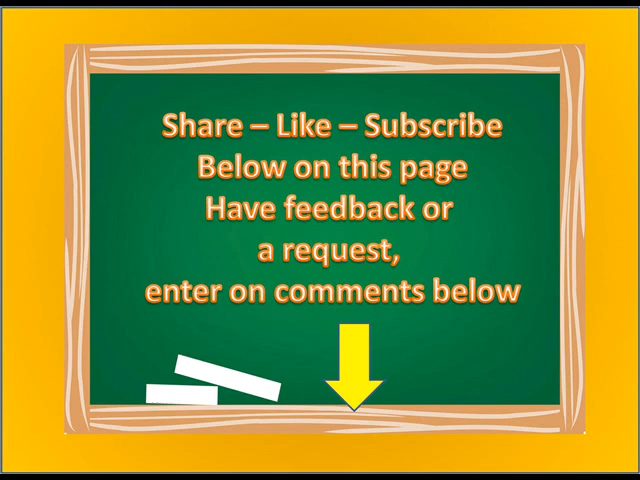 Share – Like – Subscribe
Below on this page
Have feedback or
a request,
enter on comments below